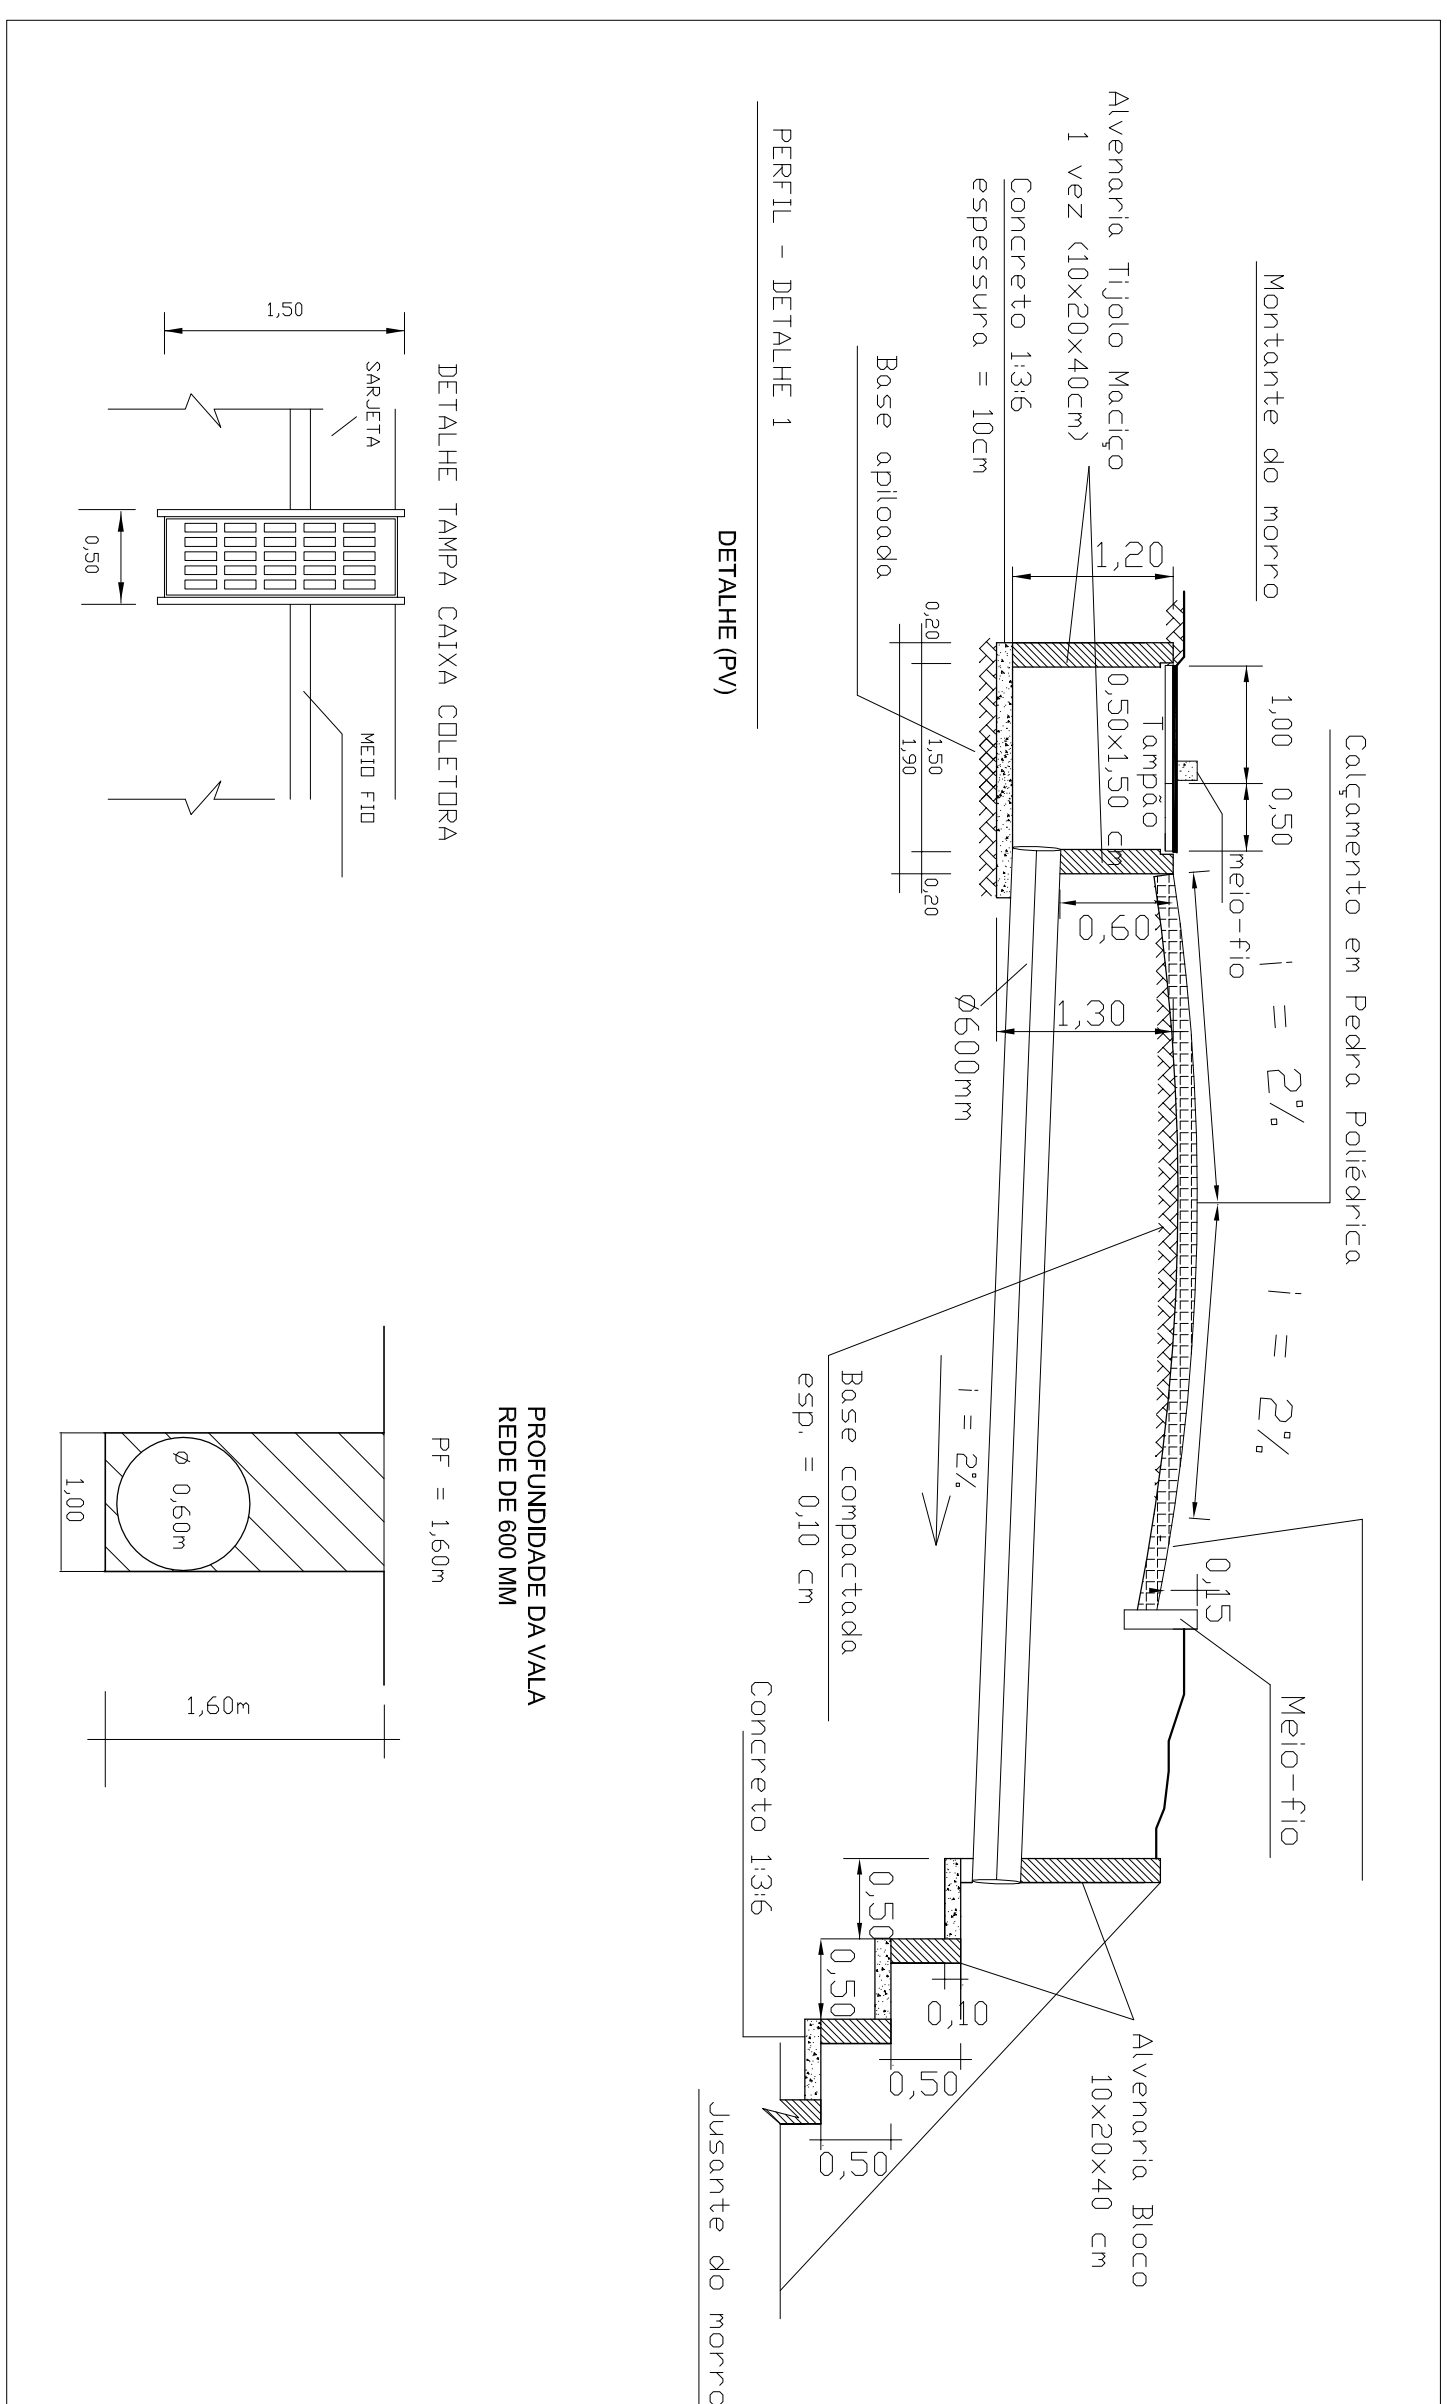 Calçamento em Pedra Poliédrica
Montante do morro
i = 2%
i = 2%
Meio-fio
1,00
0,50
meio-fio
0,15
Alvenaria Tijolo Maciço
1 vez (10x20x40cm)
1,20
Tampão
0,50x1,50 cm
0,60
1,30
Alvenaria Bloco
10x20x40 cm
Concreto 1:3:6
espessura = 10cm
Ø600mm
i = 2%
Base apiloada
0,20
1,50
1,90
0,20
Base compactada
esp. = 0,10 cm
0,50
0,50
0,10
0,50
0,50
PERFIL - DETALHE 1
Concreto 1:3:6
DETALHE (PV)
Jusante do morro
DETALHE TAMPA CAIXA COLETORA
1,50
SARJETA
MEIO FIO
0,50
PROFUNDIDADE DA VALA
REDE DE 600 MM
PF = 1,60m
Ø 0,60m
1,00
1,60m